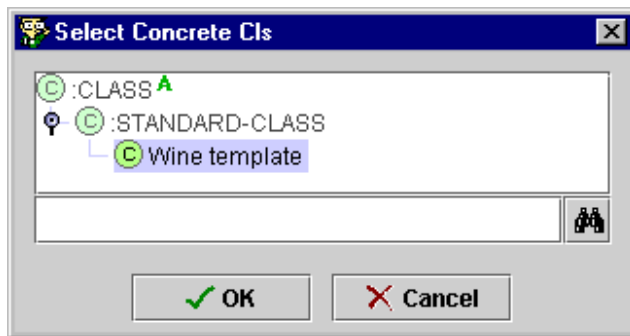 Select Concrete Cls
C :CLASS A
C :STANDARD-CLASS
C Wine template
OK
Cancel